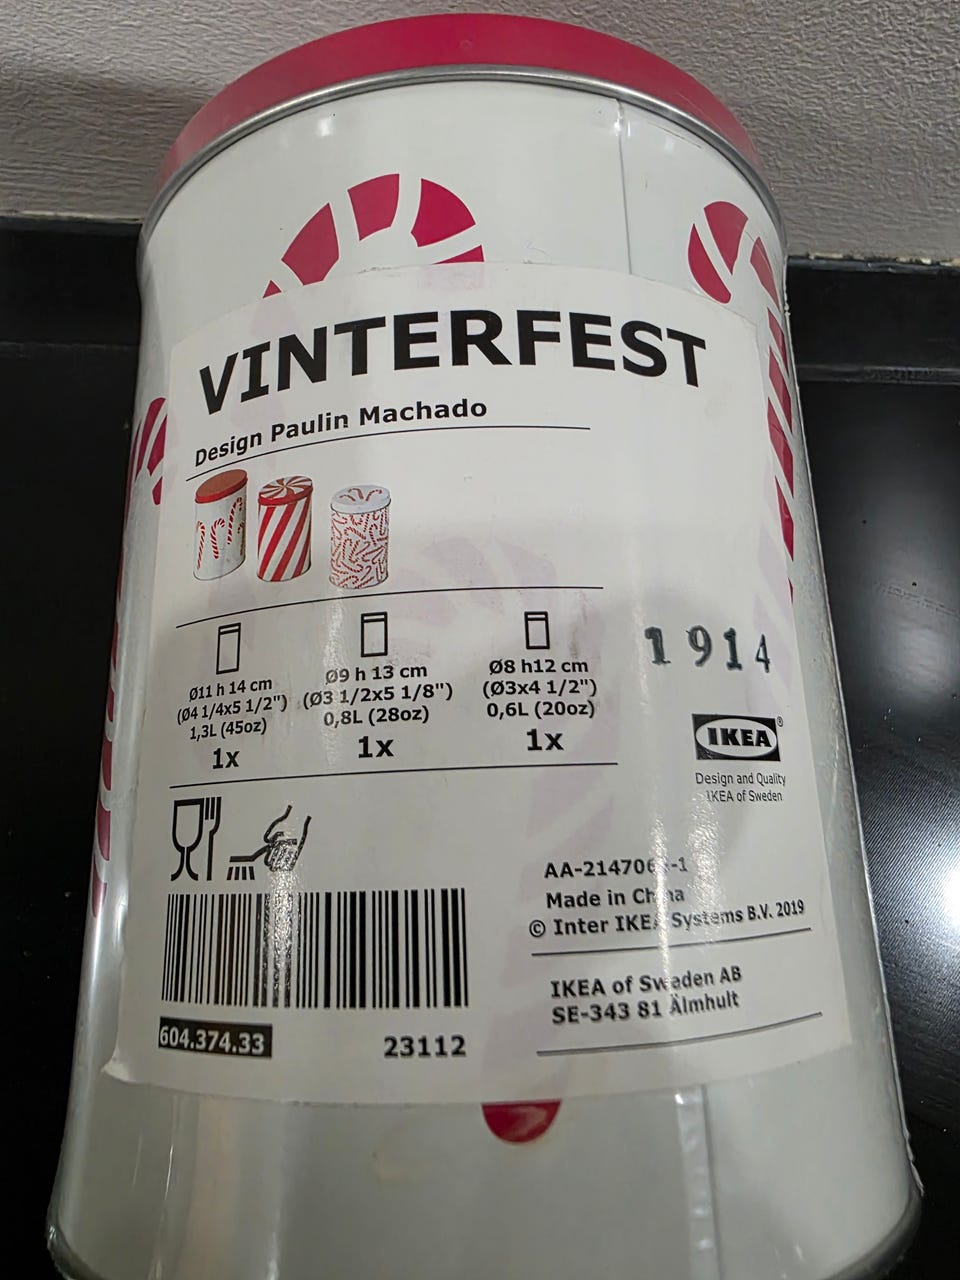 VINTERFEST
Design Paulin Machado
Ø11 h 14 cm
(Ø4 1/4x5 1/2")
1,3L (45oz)
1x
Ø9 h 13 cm
(Ø3 1/2x5 1/8")
0,8L (28oz)
1x
Ø8 h12 cm
(Ø3x4 1/2")
0,6L (20oz)
1x
1914
IKEA®
Design and Quality
IKEA of Sweden
Made in China
© Inter IKEA Systems B.V. 2019
IKEA of Sweden AB
SE-343 81 Älmhult
604.374.33
23112